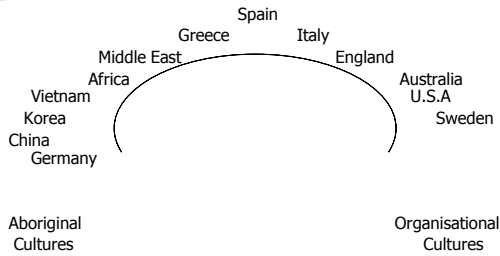 Spain
Greece
Italy
Middle East
England
Africa
Australia
Vietnam
U.S.A
Korea
Sweden
China
Germany
Aboriginal
Cultures
Organisational
Cultures